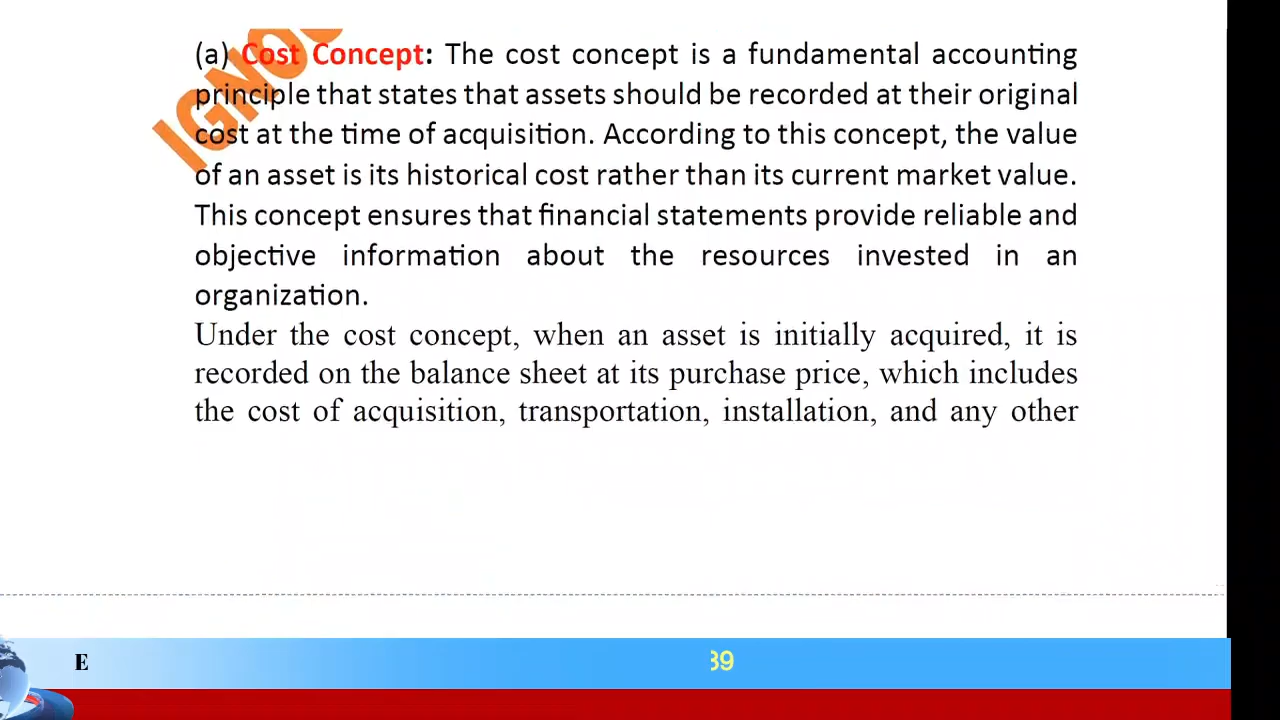 IGNOU
(a) Cost Concept: The cost concept is a fundamental accounting
principle that states that assets should be recorded at their original
cost at the time of acquisition. According to this concept, the value
of an asset is its historical cost rather than its current market value.
This concept ensures that financial statements provide reliable and
objective information about the resources invested in an
organization.
Under the cost concept, when an asset is initially acquired, it is
recorded on the balance sheet at its purchase price, which includes
the cost of acquisition, transportation, installation, and any other
E
39